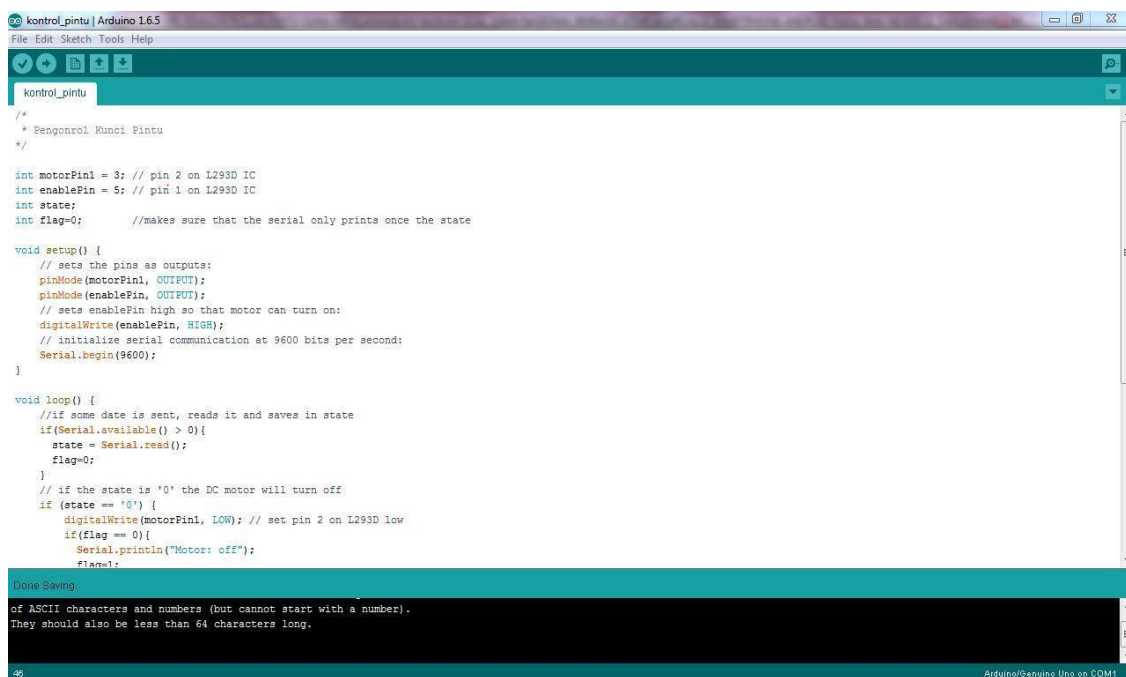 kontrol_pintu | Arduino 1.6.5
File Edit Sketch Tools Help
kontrol_pintu
/*
 * Pengonrol Kunci Pintu
*/
int motorPin1 = 3; // pin 2 on L293D IC
int enablePin = 5; // pin 1 on L293D IC
int state;
int flag=0;        //makes sure that the serial only prints once the state
void setup() {
    // sets the pins as outputs:
    pinMode(motorPin1, OUTPUT);
    pinMode(enablePin, OUTPUT);
    // sets enablePin high so that motor can turn on:
    digitalWrite(enablePin, HIGH);
    // initialize serial communication at 9600 bits per second:
    Serial.begin(9600);
}
void loop() {
    //if some date is sent, reads it and saves in state
    if(Serial.available() > 0){
      state = Serial.read();
      flag=0;
    }
    // if the state is '0' the DC motor will turn off
    if (state == '0') {
        digitalWrite(motorPin1, LOW); // set pin 2 on L293D low
        if(flag == 0){
          Serial.println("Motor: off");
          flag=1;
Done Saving.
of ASCII characters and numbers (but cannot start with a number).
They should also be less than 64 characters long.
46
Arduino/Genuino Uno on COM1